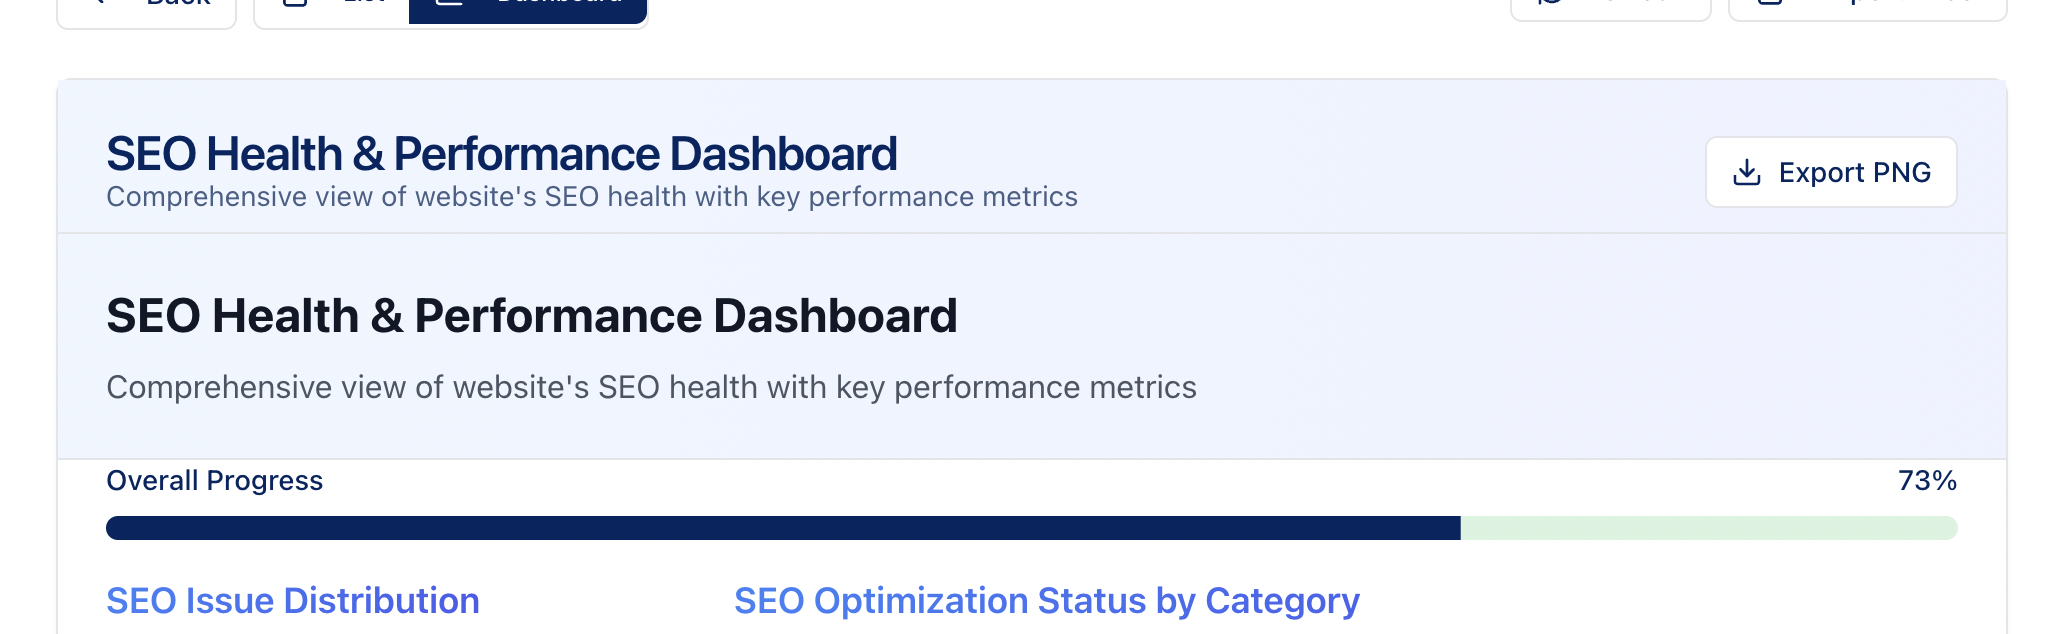 Back
List
Dashboard
SEO Health & Performance Dashboard
Comprehensive view of website's SEO health with key performance metrics
Export PNG
SEO Health & Performance Dashboard
Comprehensive view of website's SEO health with key performance metrics
Overall Progress
73%
SEO Issue Distribution
SEO Optimization Status by Category